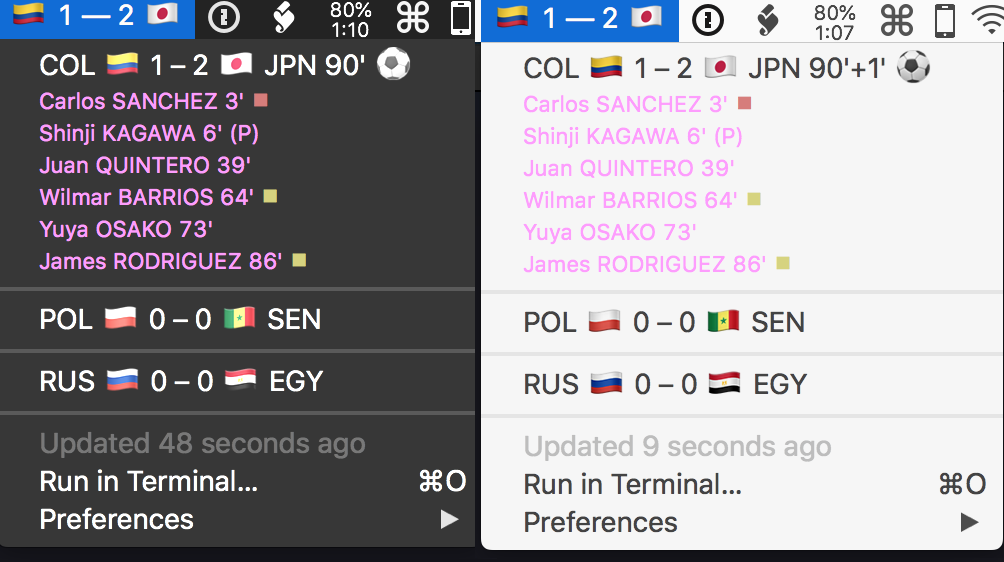 1 — 2
80%
1:10
COL 1 – 2 JPN 90'
Carlos SANCHEZ 3'
Shinji KAGAWA 6' (P)
Juan QUINTERO 39'
Wilmar BARRIOS 64'
Yuya OSAKO 73'
James RODRIGUEZ 86'
POL 0 – 0 SEN
RUS 0 – 0 EGY
Updated 48 seconds ago
Run in Terminal... ⌘O
Preferences ▶
1 — 2
80%
1:07
COL 1 – 2 JPN 90'+1'
Carlos SANCHEZ 3'
Shinji KAGAWA 6' (P)
Juan QUINTERO 39'
Wilmar BARRIOS 64'
Yuya OSAKO 73'
James RODRIGUEZ 86'
POL 0 – 0 SEN
RUS 0 – 0 EGY
Updated 9 seconds ago
Run in Terminal... ⌘O
Preferences ▶